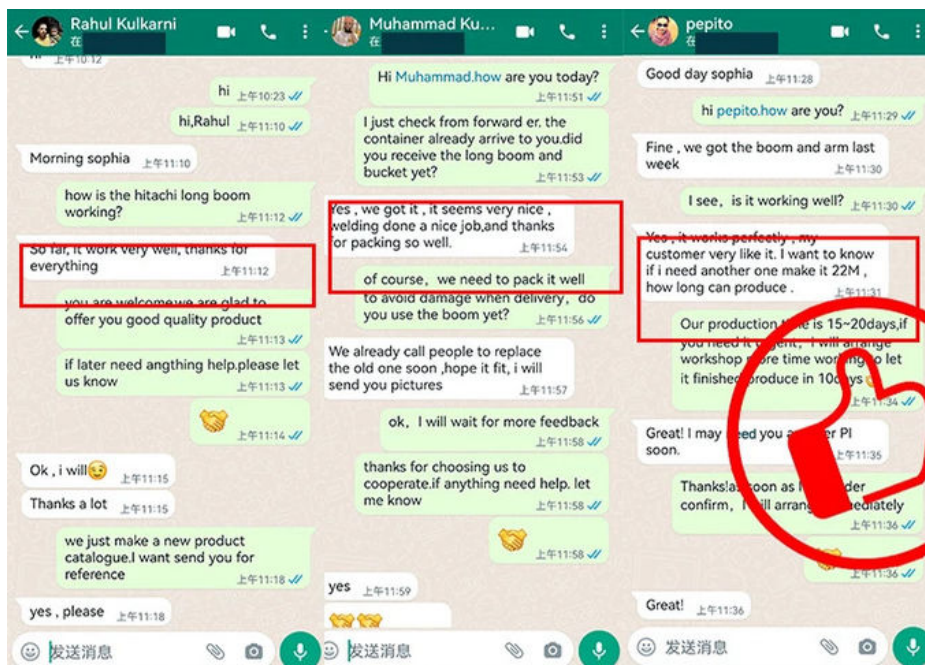 Rahul Kulkarni
在
上午10:12
hi 上午10:23
hi,Rahul 上午11:10
Morning sophia 上午11:10
how is the hitachi long boom
working? 上午11:12
So far, it work very well, thanks for
everything 上午11:12
you are welcome.we are glad to
offer you good quality product
上午11:13
if later need angthing help.please let
us know 上午11:13
上午11:14
Ok , i will 上午11:15
Thanks a lot 上午11:15
we just make a new product
catalogue.I want send you for
reference 上午11:18
yes , please 上午11:18
发送消息
Muhammad Ku...
在
Hi Muhammad.how are you today?
上午11:51
I just check from forward er. the
container already arrive to you.did
you receive the long boom and
bucket yet? 上午11:53
Yes , we got it , it seems very nice ,
welding done a nice job,and thanks
for packing so well. 上午11:54
of course，we need to pack it well
to avoid damage when delivery，do
you use the boom yet? 上午11:56
We already call people to replace
the old one soon ,hope it fit, i will
send you pictures 上午11:57
ok，I will wait for more feedback
上午11:58
thanks for choosing us to
cooperate.if anything need help. let
me know 上午11:58
上午11:58
yes 上午11:59
发送消息
pepito
在
Good day sophia 上午11:28
hi pepito.how are you? 上午11:29
Fine , we got the boom and arm last
week 上午11:30
I see，is it working well? 上午11:30
Yes , it works perfectly , my
customer very like it. I want to know
if i need another one make it 22M ,
how long can produce . 上午11:31
Our production time is 15~20days,if
you need it urgent，I will arrange
workshop more time working to let
it finished produce in 10days
上午11:34
Great! I may need you another PI
soon. 上午11:35
Thanks!as soon as order
confirm，I will arrange immediately
上午11:36
上午11:36
Great! 上午11:36
发送消息